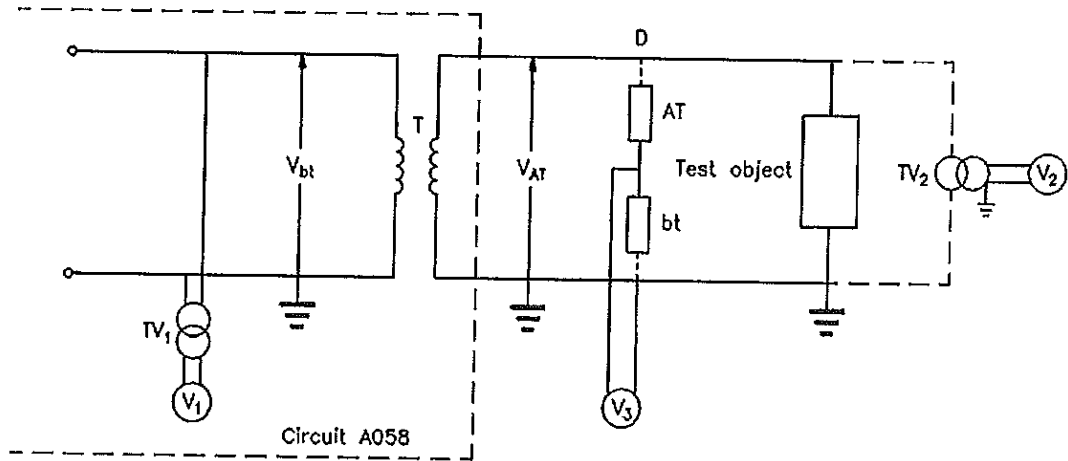 D
T
AT
V_bt
V_AT
Test object
TV_2
V_2
bt
TV_1
V_1
V_3
Circuit A058